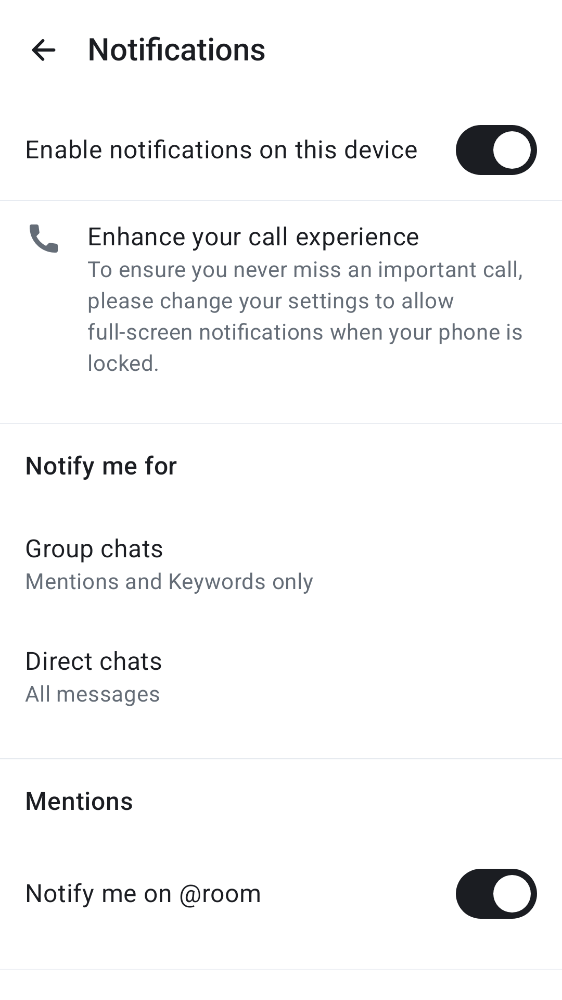 Notifications
Enable notifications on this device
Enhance your call experience
To ensure you never miss an important call,
please change your settings to allow
full-screen notifications when your phone is
locked.
Notify me for
Group chats
Mentions and Keywords only
Direct chats
All messages
Mentions
Notify me on @room